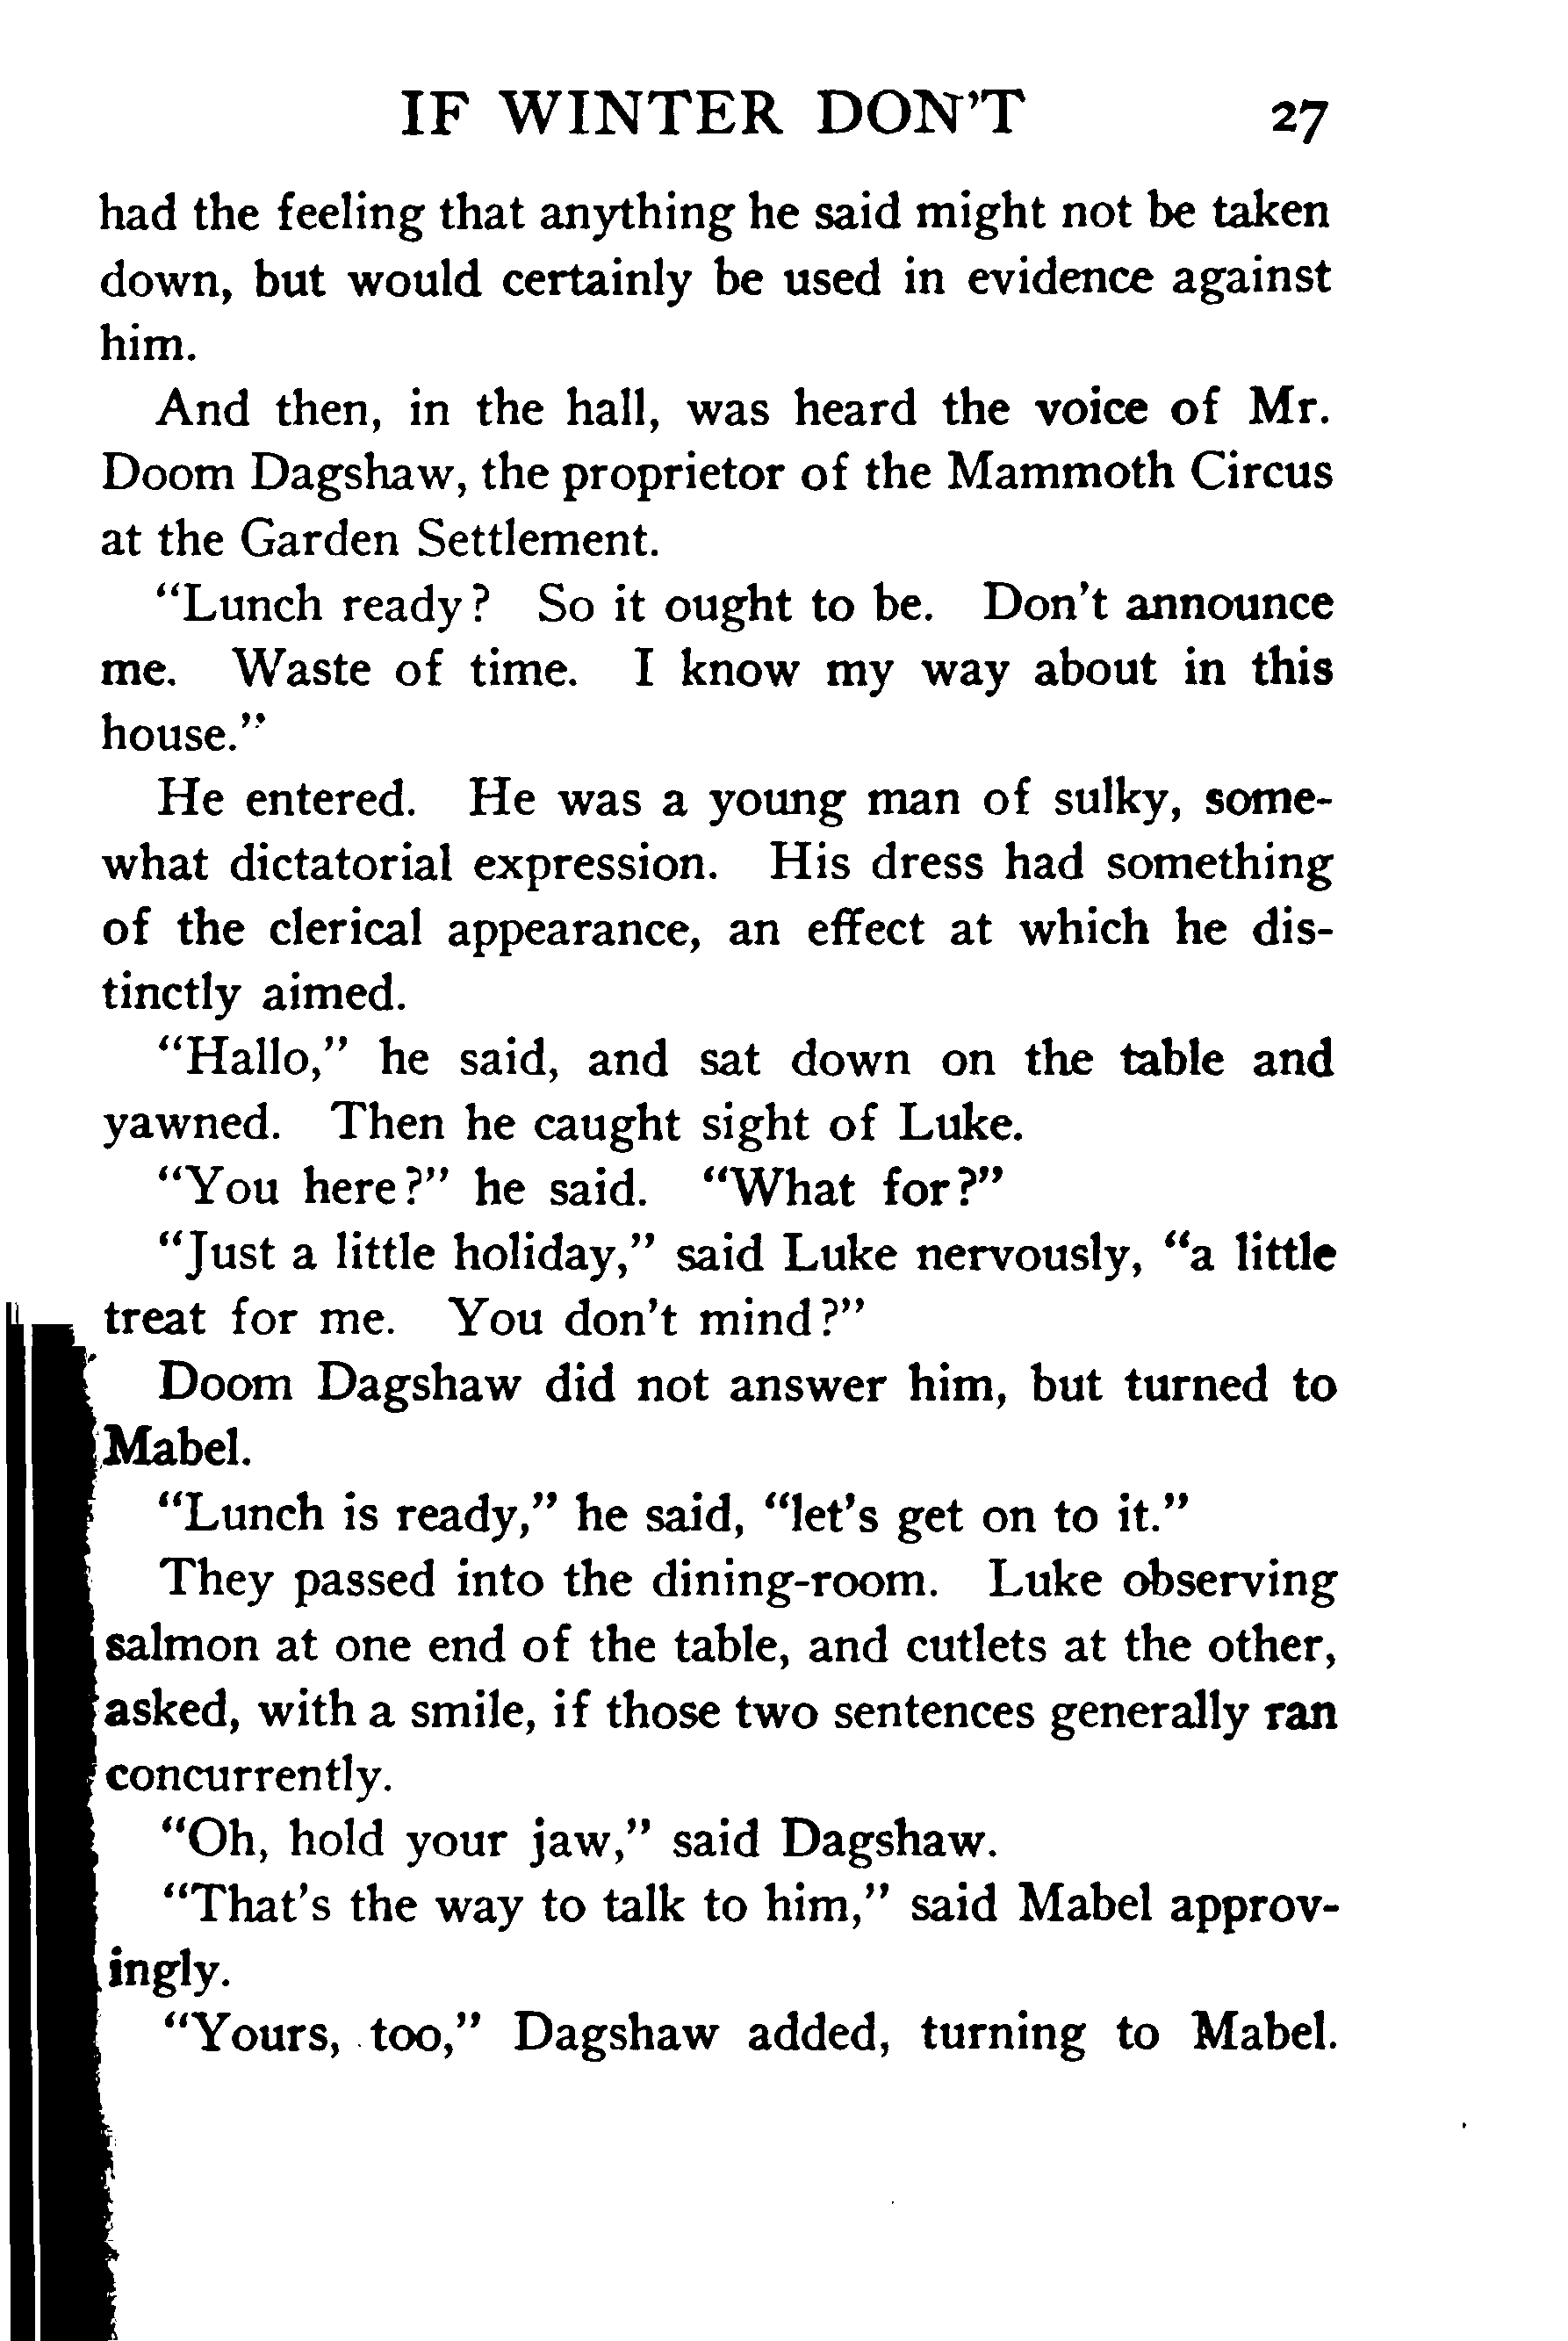 IF WINTER DON'T 27
had the feeling that anything he said might not be taken
down, but would certainly be used in evidence against
him.
And then, in the hall, was heard the voice of Mr.
Doom Dagshaw, the proprietor of the Mammoth Circus
at the Garden Settlement.
"Lunch ready? So it ought to be. Don't announce
me. Waste of time. I know my way about in this
house."
He entered. He was a young man of sulky, some-
what dictatorial expression. His dress had something
of the clerical appearance, an effect at which he dis-
tinctly aimed.
"Hallo," he said, and sat down on the table and
yawned. Then he caught sight of Luke.
"You here?" he said. "What for?"
"Just a little holiday," said Luke nervously, "a little
treat for me. You don't mind?"
Doom Dagshaw did not answer him, but turned to
Mabel.
"Lunch is ready," he said, "let's get on to it."
They passed into the dining-room. Luke observing
salmon at one end of the table, and cutlets at the other,
asked, with a smile, if those two sentences generally ran
concurrently.
"Oh, hold your jaw," said Dagshaw.
"That's the way to talk to him," said Mabel approv-
ingly.
"Yours, too," Dagshaw added, turning to Mabel.